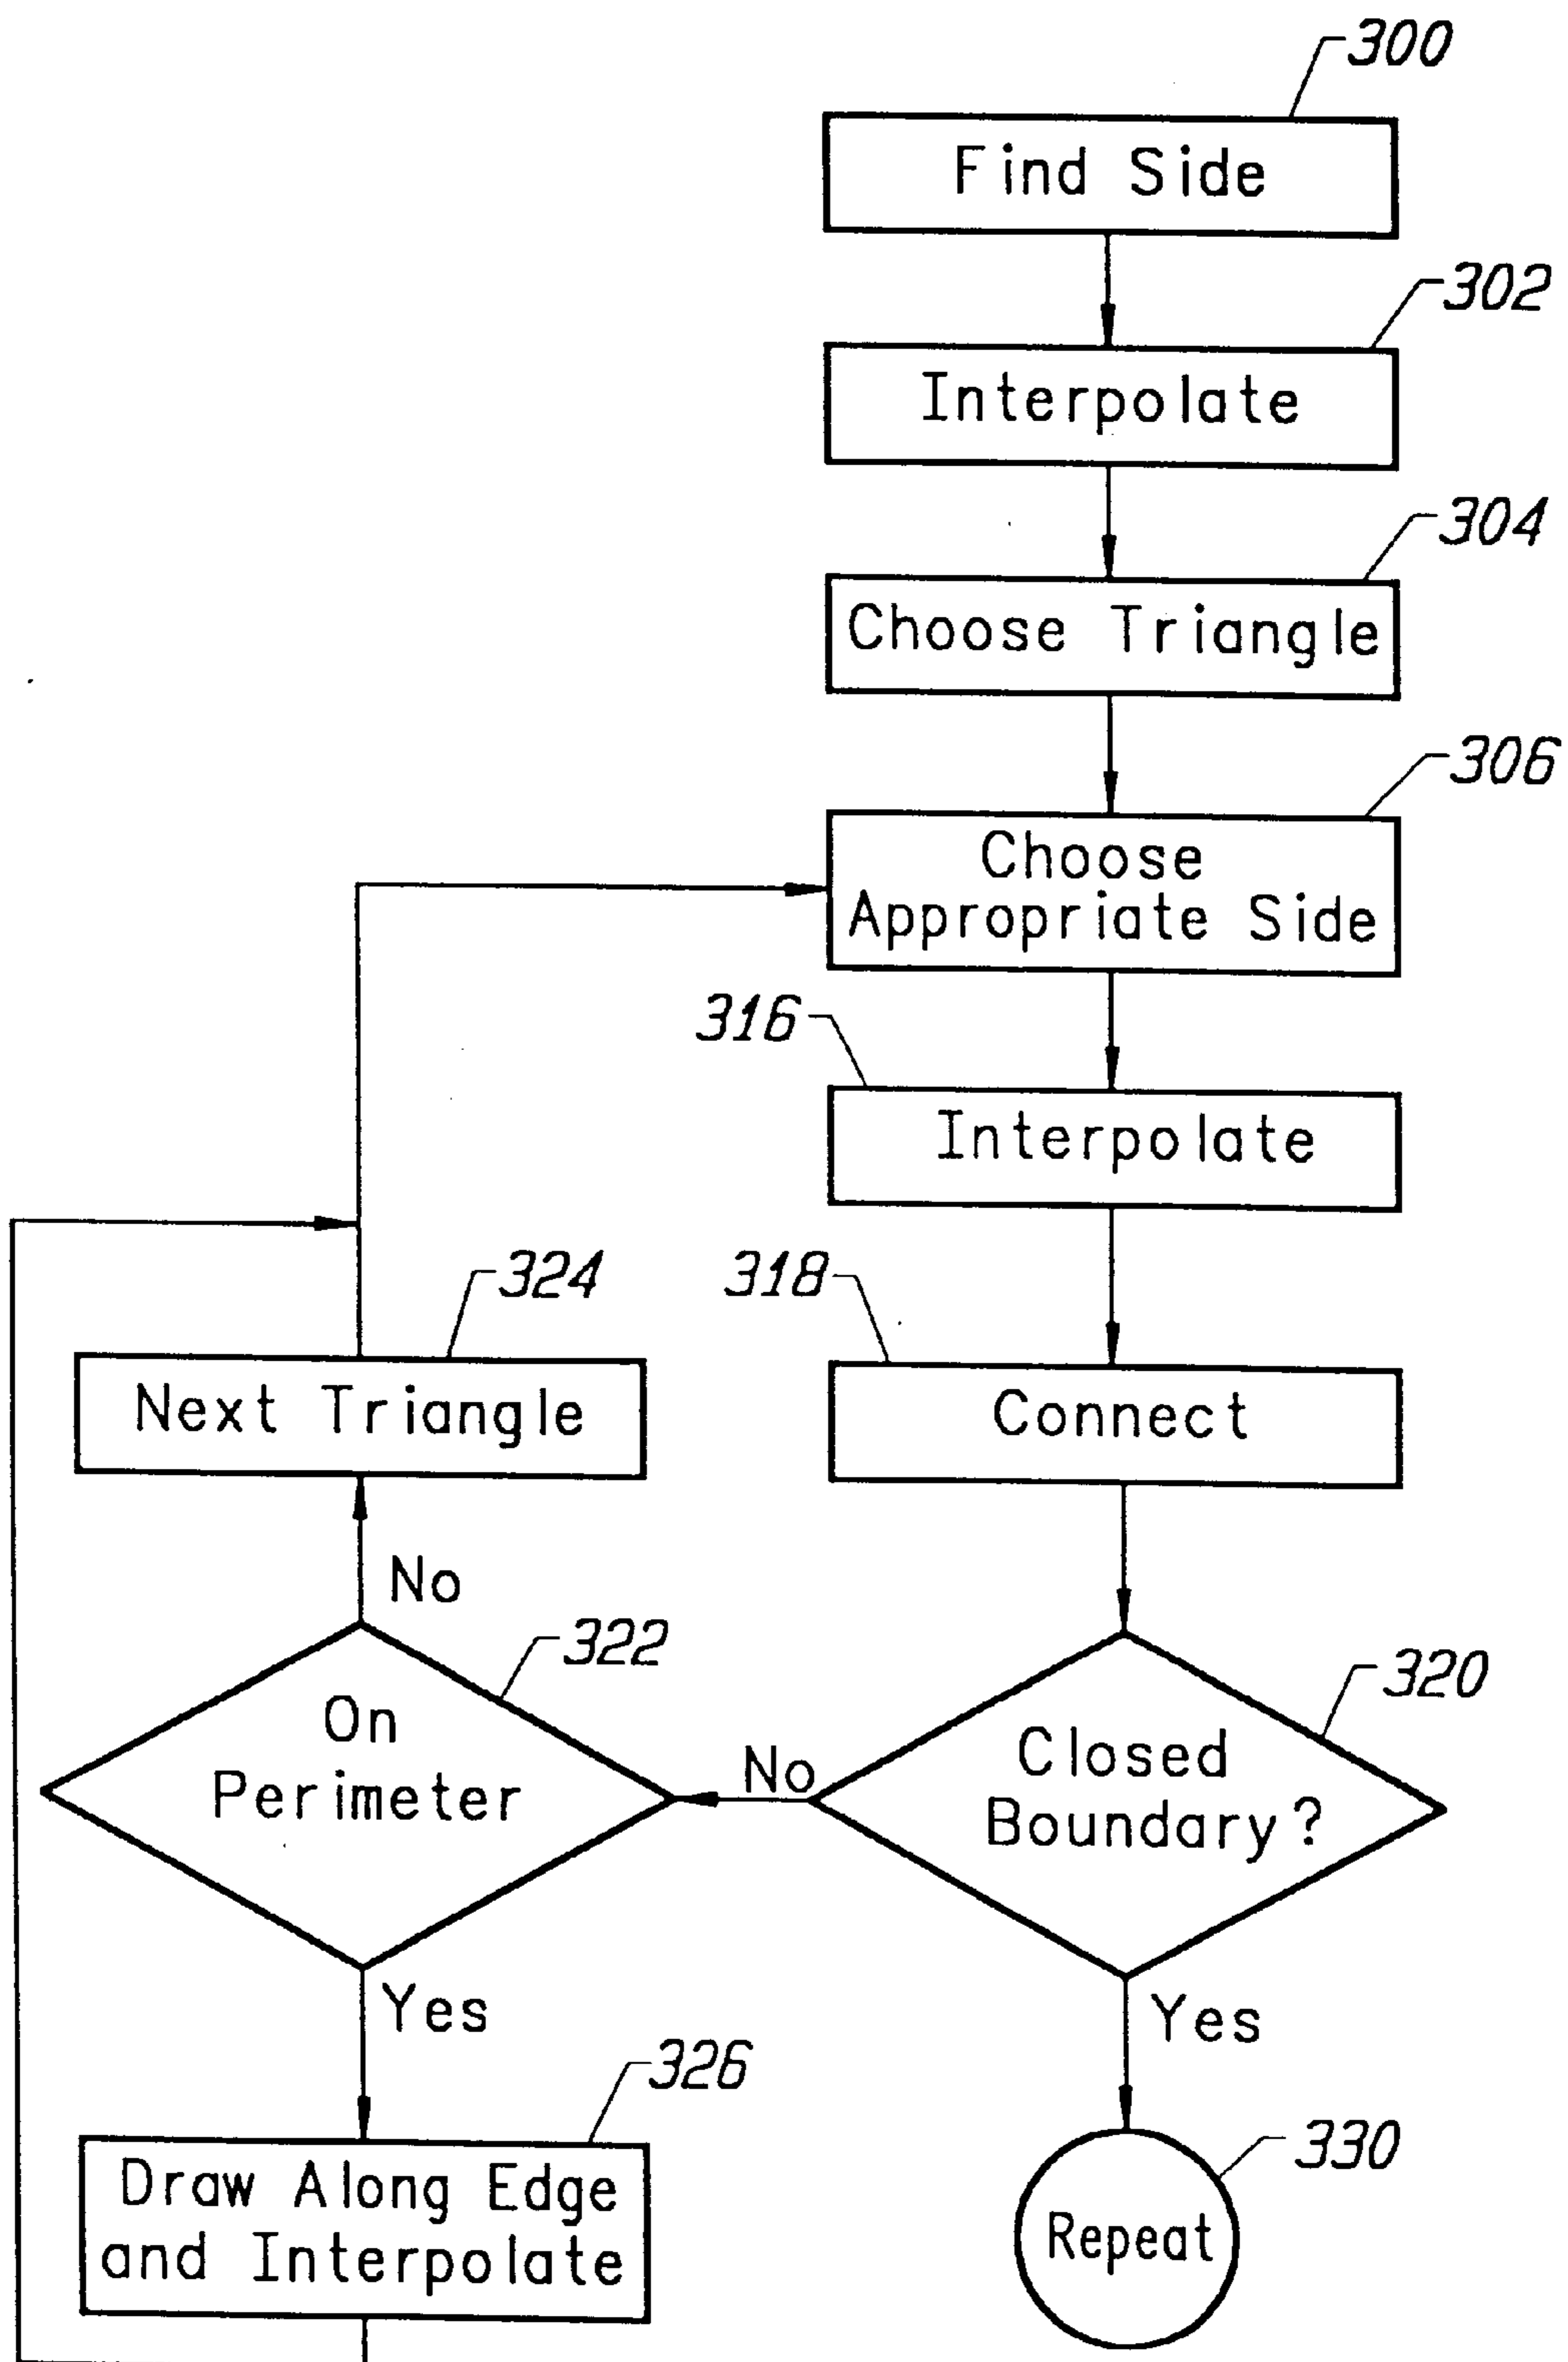 300
Find Side
302
Interpolate
304
Choose Triangle
306
Choose
Appropriate Side
316
Interpolate
318
Connect
324
Next Triangle
No
322
On
Perimeter
No
320
Closed
Boundary?
Yes
Yes
326
Draw Along Edge
and Interpolate
330
Repeat